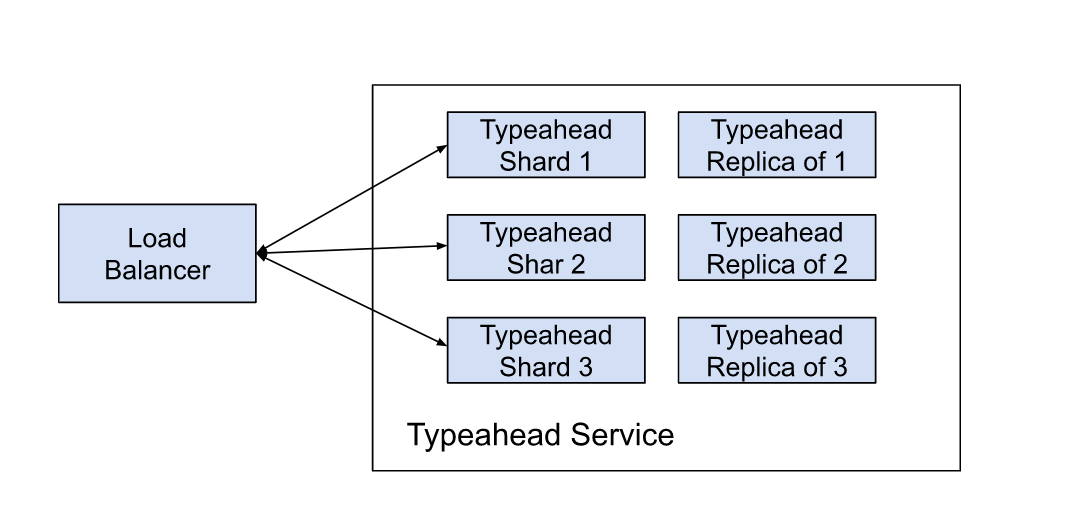 Typeahead
Shard 1
Typeahead
Replica of 1
Load
Balancer
Typeahead
Shar 2
Typeahead
Replica of 2
Typeahead
Shard 3
Typeahead
Replica of 3
Typeahead Service